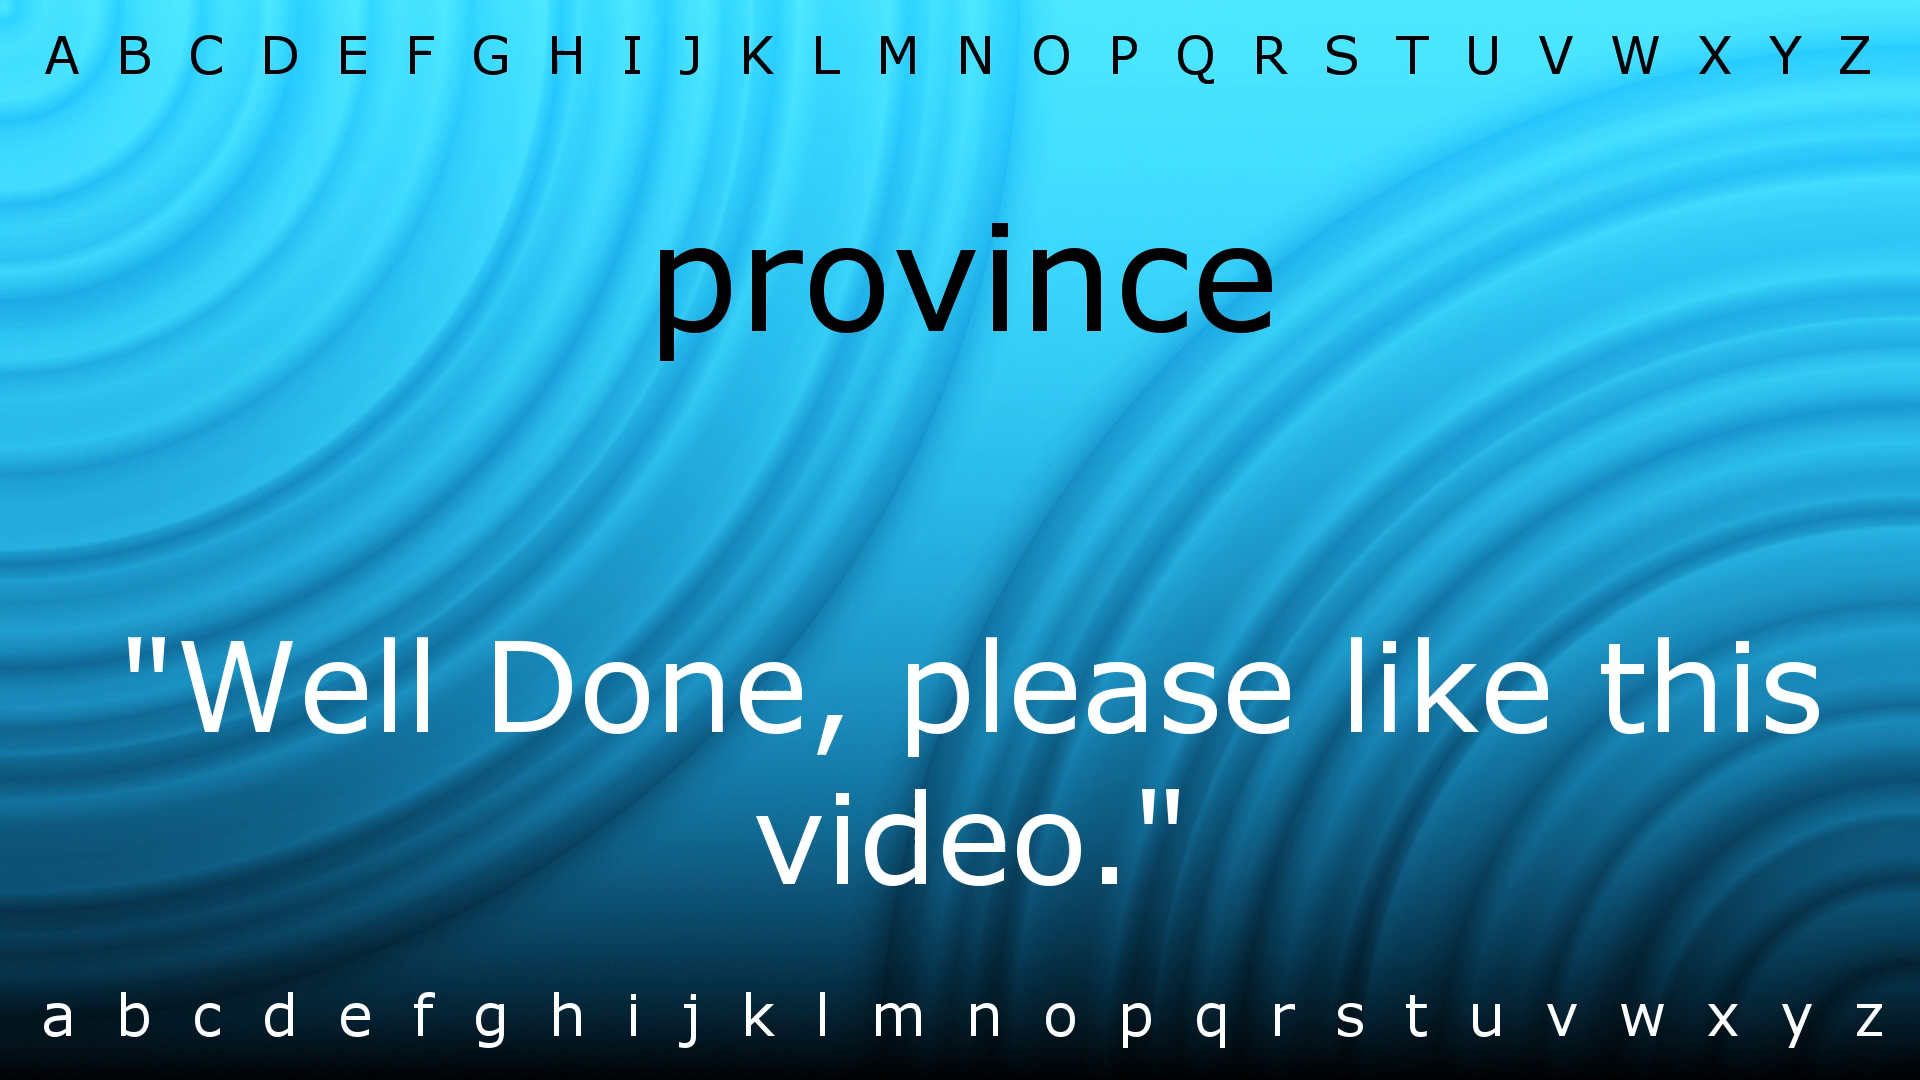 A B C D E F G H I J K L M N O P Q R S T U V W X Y Z
province
"Well Done, please like this
video."
a b c d e f g h i j k l m n o p q r s t u v w x y z